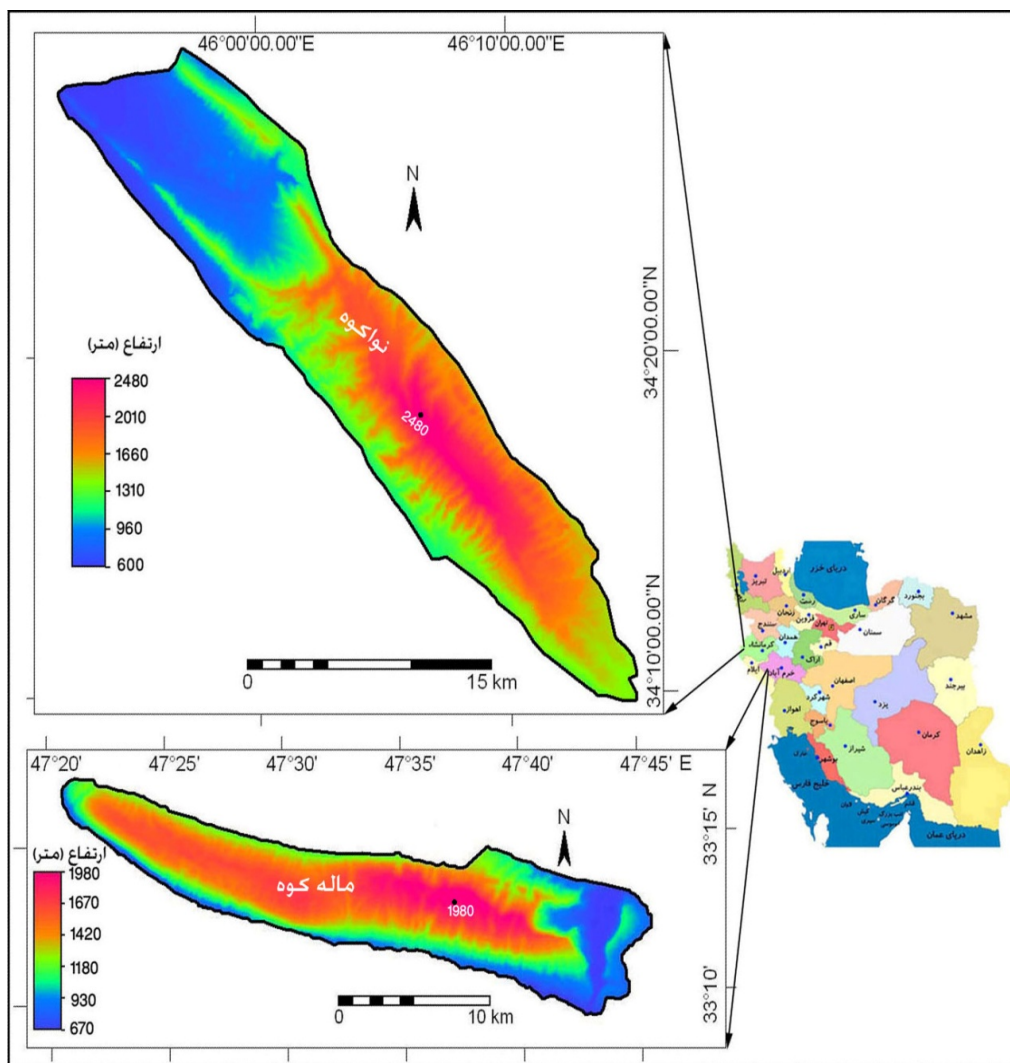 46°00'00.00"E
46°10'00.00"E
N
34°20'00.00"N
34°10'00.00"N
نواکوه
2480
ارتفاع (متر)
2480
2010
1660
1310
960
600
0
15 km
47°20'
47°25'
47°30'
47°35'
47°40'
47°45' E
N
33°15' N
33°10'
ماله کوه
1980
ارتفاع (متر)
1980
1670
1420
1180
930
670
0
10 km
دریای خزر
تبریز
اردبیل
رشت
زنجان
قزوین
ساری
گرگان
بجنورد
مشهد
سنندج
همدان
تهران
سمنان
قم
کرمانشاه
اراک
ایلام
خرم آباد
اصفهان
شهرکرد
یزد
بیرجند
اهواز
یاسوج
کرمان
زاهدان
شیراز
بوشهر
خلیج فارس
بندرعباس
دریای عمان